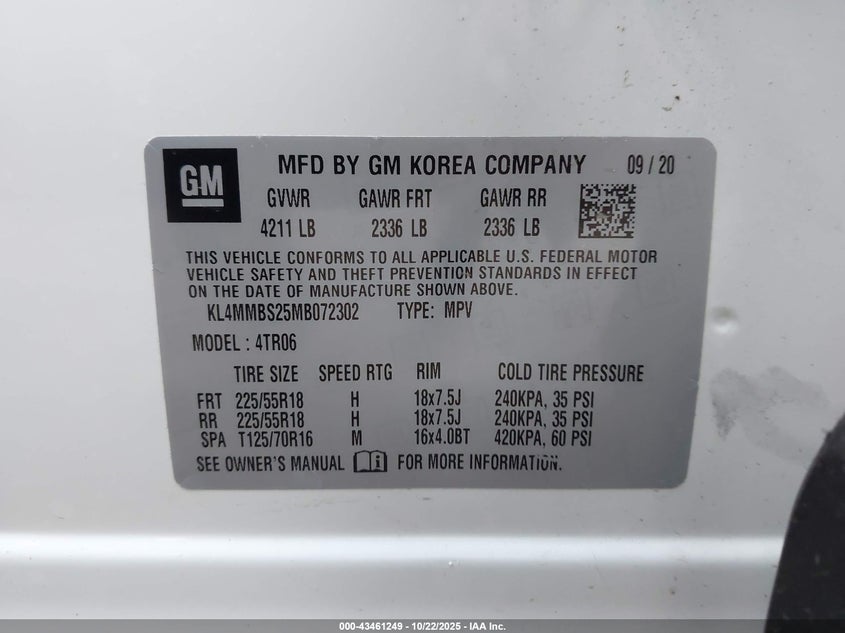 GM
MFD BY GM KOREA COMPANY 09 / 20
GVWR GAWR FRT GAWR RR
4211 LB 2336 LB 2336 LB
THIS VEHICLE CONFORMS TO ALL APPLICABLE U.S. FEDERAL MOTOR
VEHICLE SAFETY AND THEFT PREVENTION STANDARDS IN EFFECT
ON THE DATE OF MANUFACTURE SHOWN ABOVE.
KL4MMBS25MB072302 TYPE: MPV
MODEL : 4TR06
TIRE SIZE SPEED RTG RIM COLD TIRE PRESSURE
FRT 225/55R18 H 18x7.5J 240KPA, 35 PSI
RR 225/55R18 H 18x7.5J 240KPA, 35 PSI
SPA T125/70R16 M 16x4.0BT 420KPA, 60 PSI
SEE OWNER'S MANUAL FOR MORE INFORMATION.
000-43461249 - 10/22/2025 - IAA Inc.